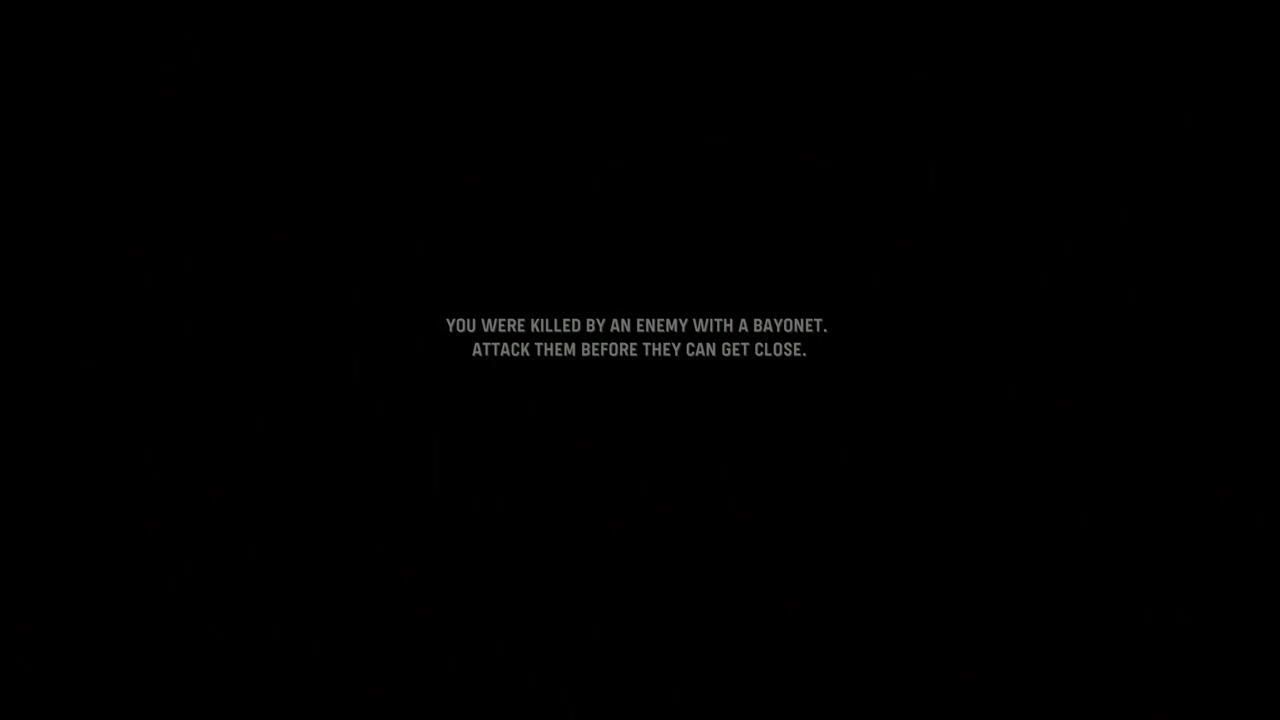 YOU WERE KILLED BY AN ENEMY WITH A BAYONET.
ATTACK THEM BEFORE THEY CAN GET CLOSE.